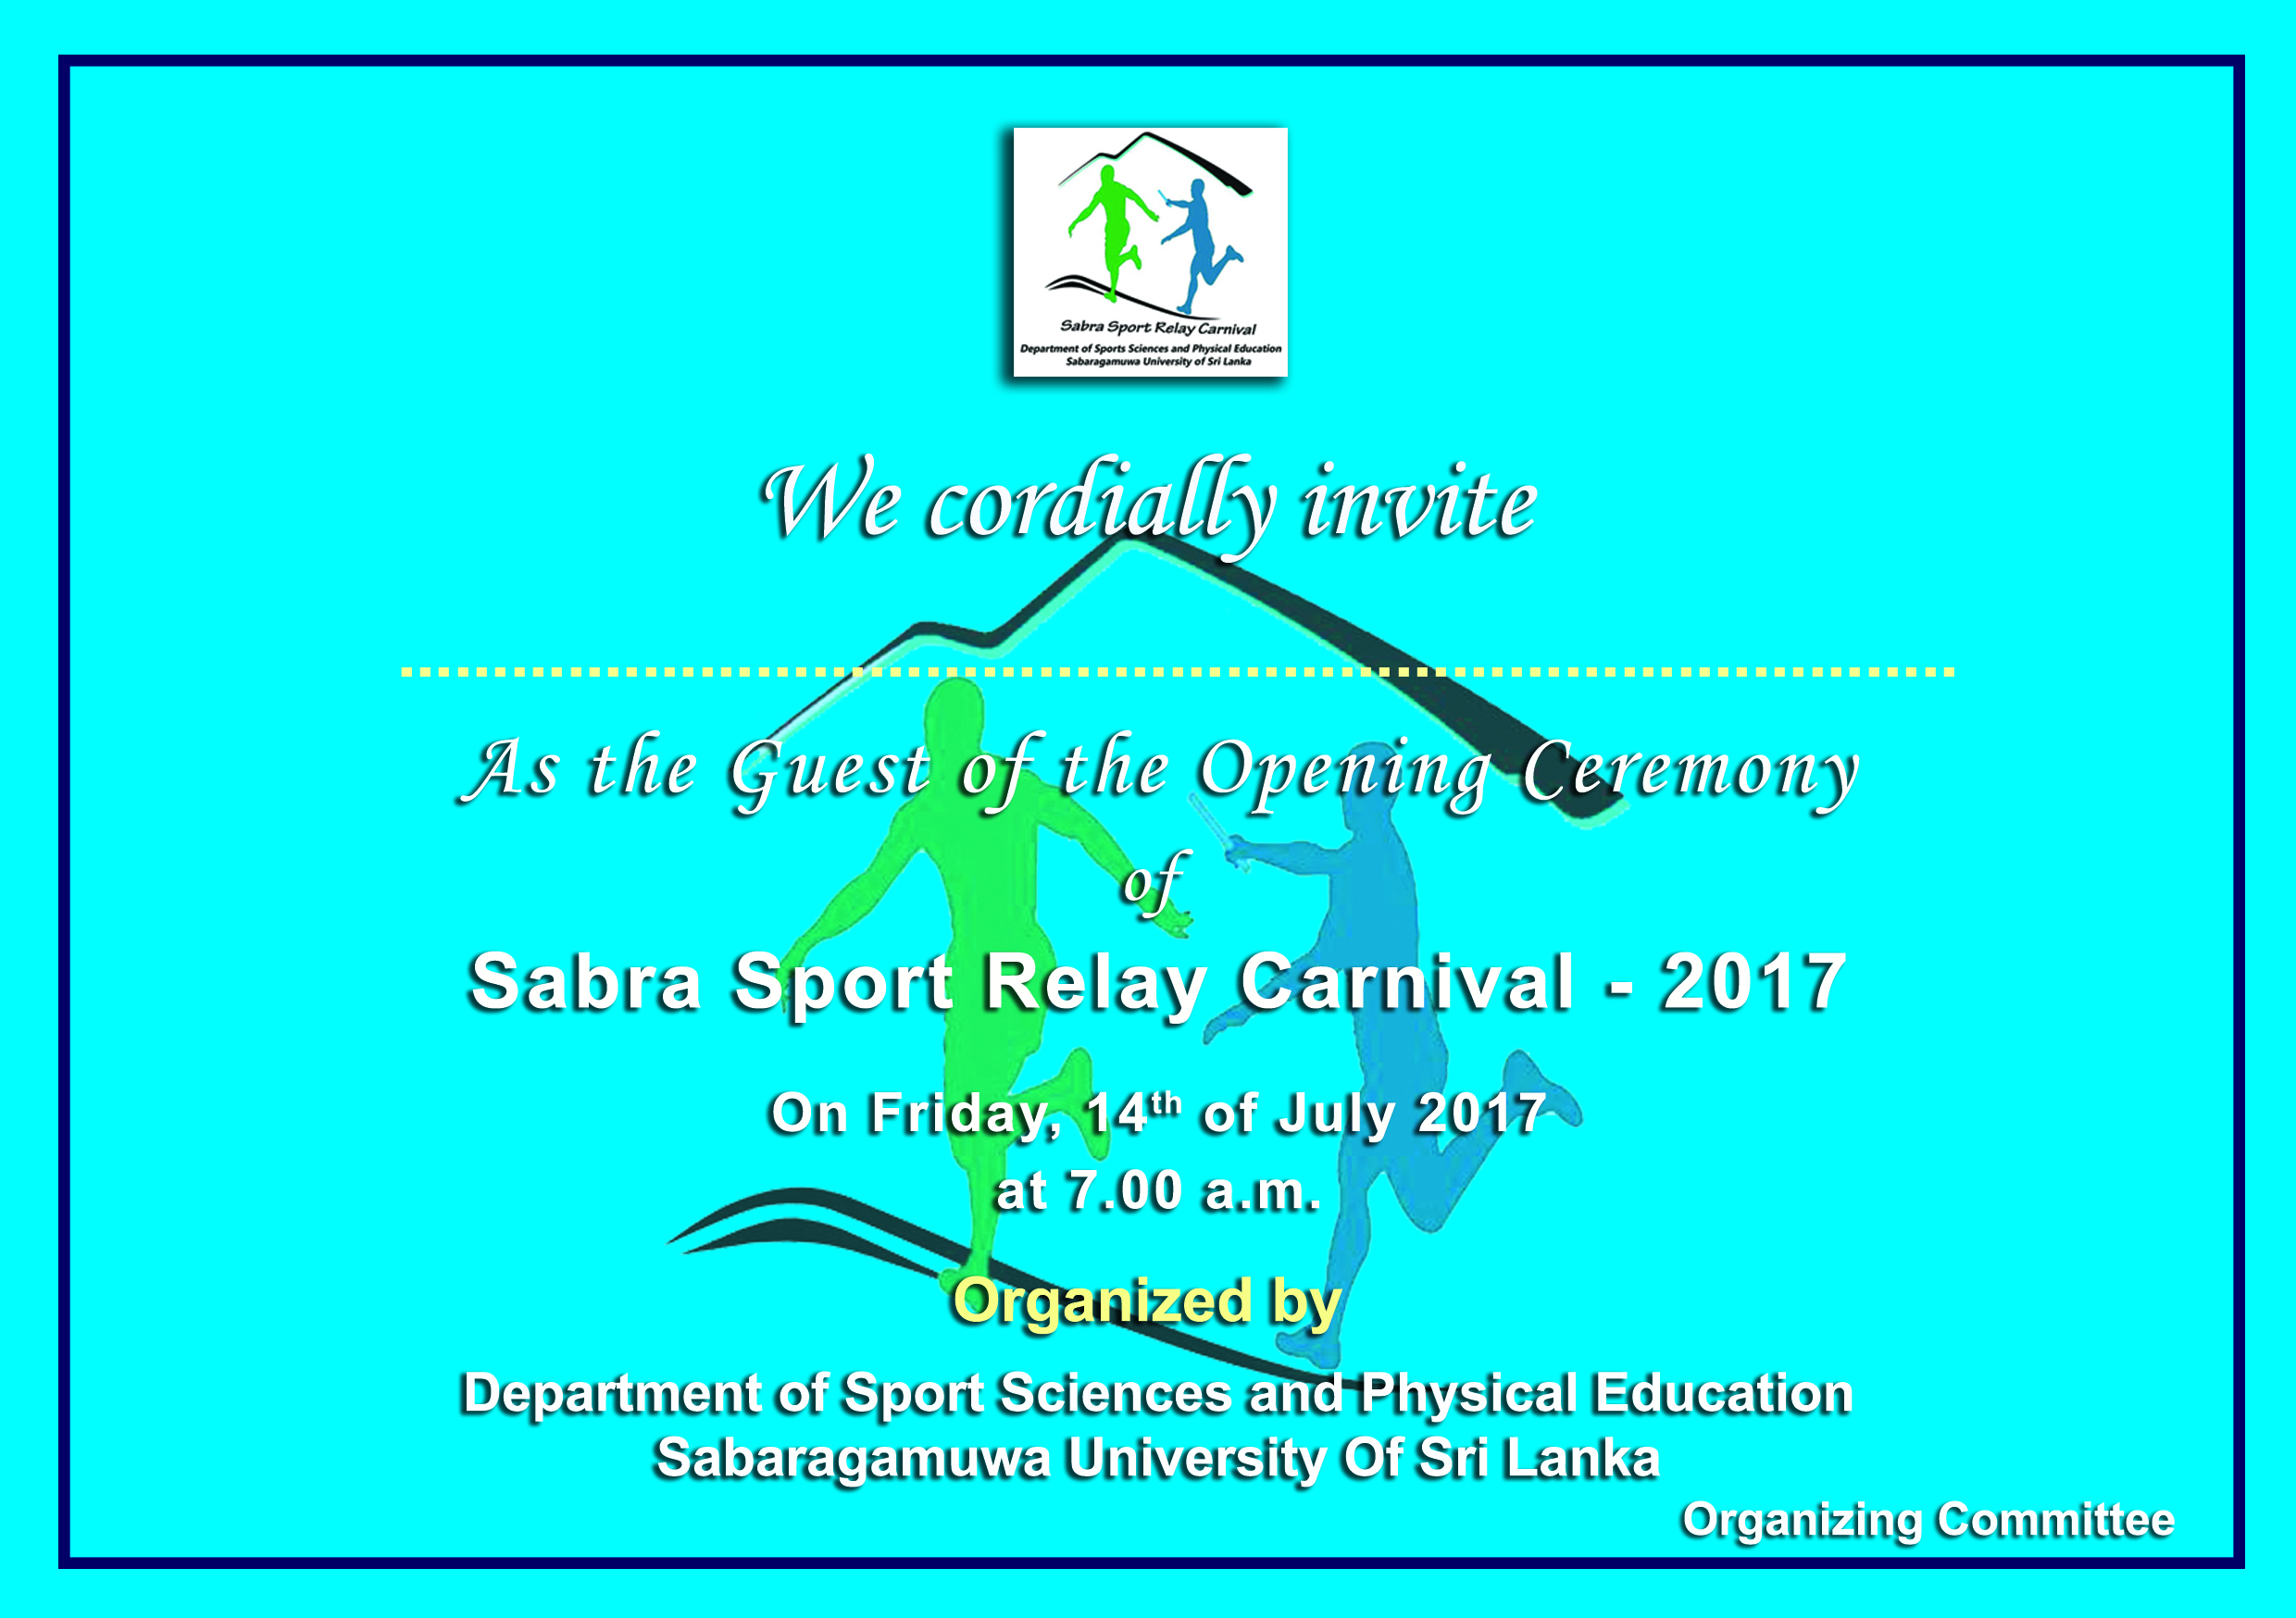 Sabra Sport Relay Carnival
Department of Sports Sciences and Physical Education
Sabaragamuwa University of Sri Lanka
We cordially invite
As the Guest of the Opening Ceremony
of
Sabra Sport Relay Carnival - 2017
On Friday, 14th of July 2017
at 7.00 a.m.
Organized by
Department of Sport Sciences and Physical Education
Sabaragamuwa University Of Sri Lanka
Organizing Committee